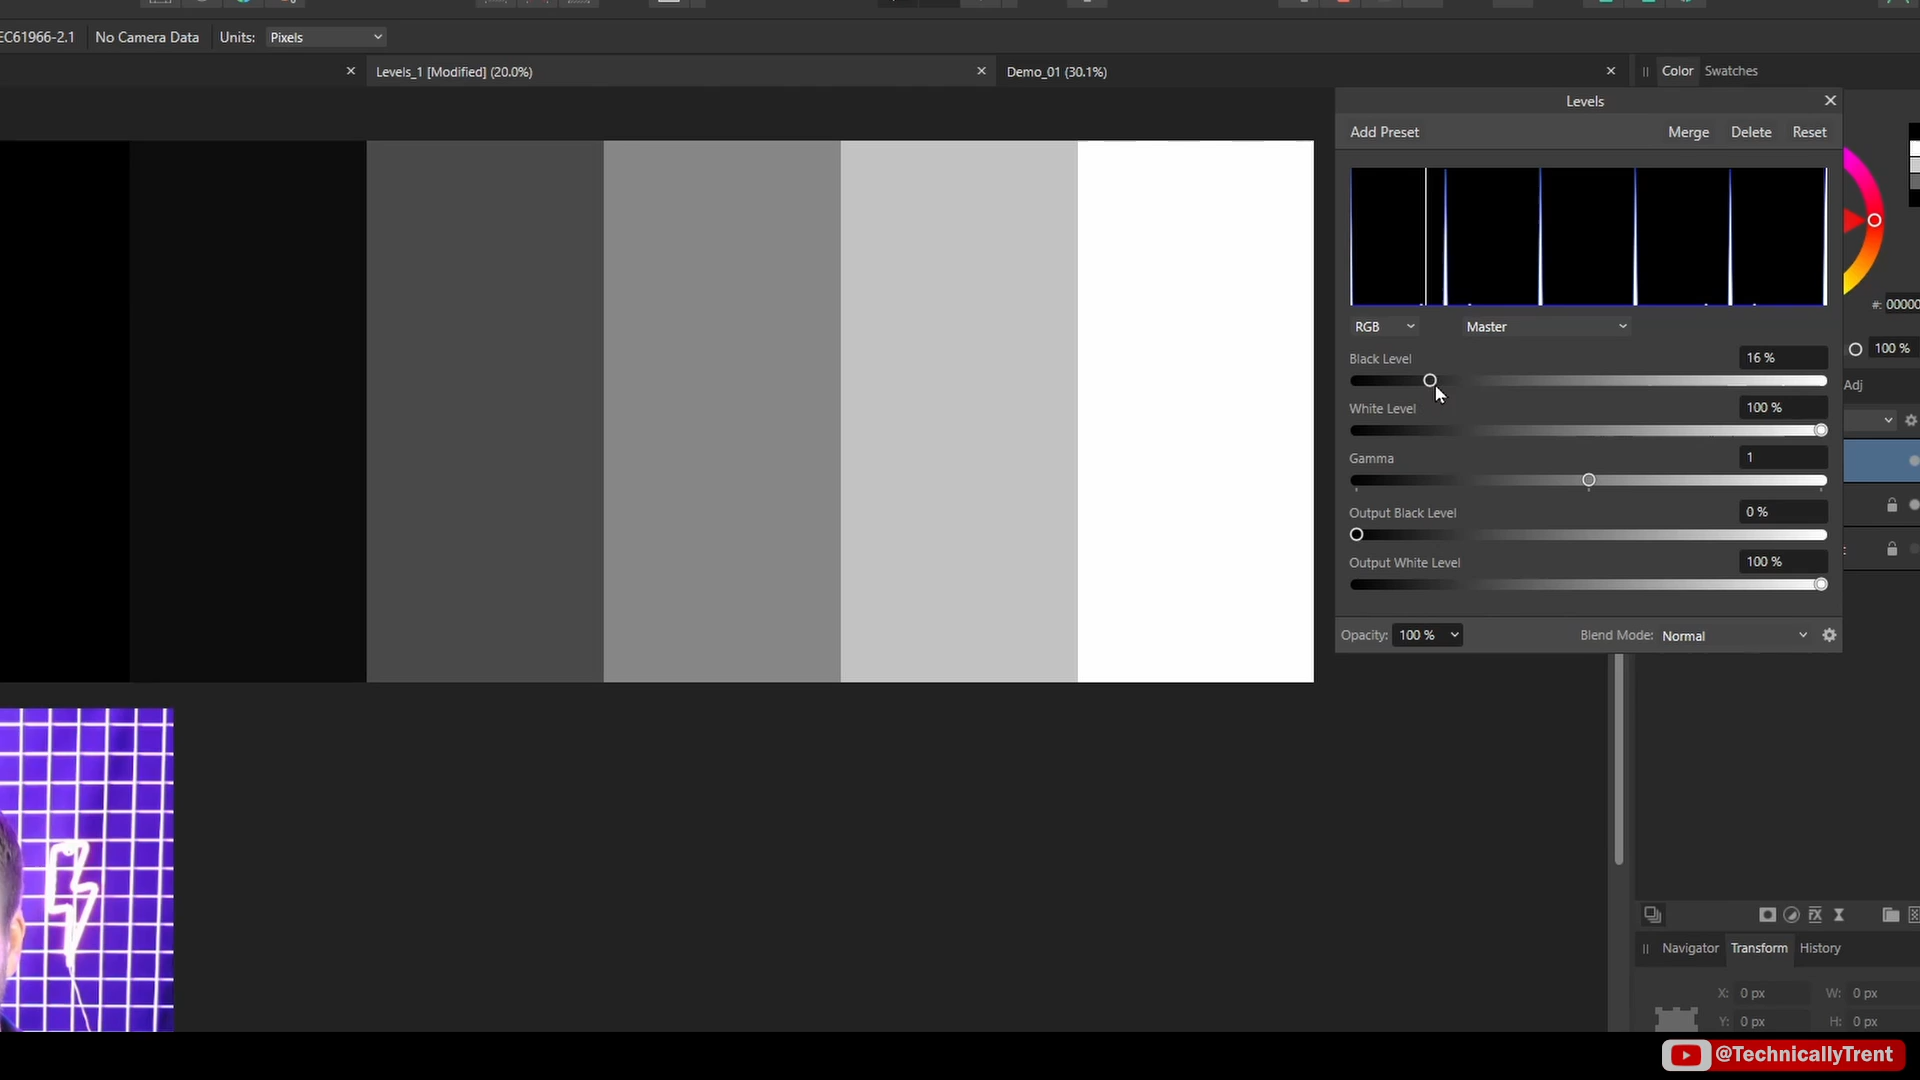 EC61966-2.1 No Camera Data Units: Pixels
Levels_1 [Modified] (20.0%) Demo_01 (30.1%) Color Swatches
Levels
Add Preset Merge Delete Reset
#: 00000
RGB Master
100 %
Black Level 16 %
Adj
White Level 100 %
Gamma 1
Output Black Level 0 %
Output White Level 100 %
Opacity: 100 % Blend Mode: Normal
Navigator Transform History
X: 0 px W: 0 px
Y: 0 px H: 0 px
@TechnicallyTrent